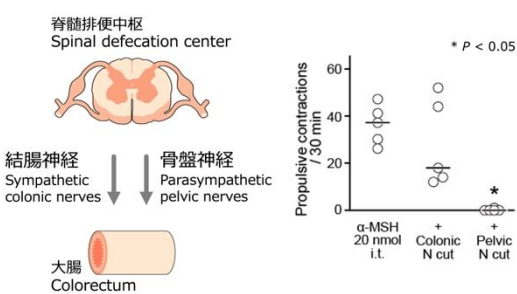 脊髄排便中枢
Spinal defecation center
結腸神経
Sympathetic
colonic nerves
骨盤神経
Parasympathetic
pelvic nerves
大腸
Colorectum
* P < 0.05
Propulsive contractions
/ 30 min
60
40
20
0
*
α-MSH
20 nmol
i.t.
+
Colonic
N cut
+
Pelvic
N cut